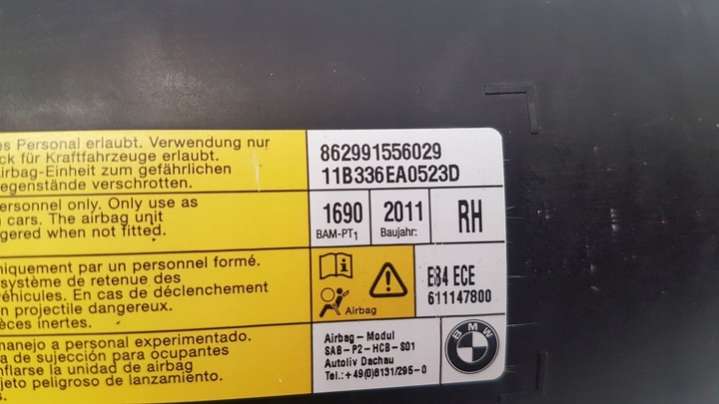 es Personal erlaubt. Verwendung nur
ck für Kraftfahrzeuge erlaubt.
irbag-Einheit zum gefährlichen
egenstände verschrotten.
ersonnel only. Only use as
n cars. The airbag unit
gered when not fitted.
niquement par un personnel formé.
système de retenue des
véhicules. En cas de déclenchement
n projectile dangereux.
èces inertes.
manejo a personal experimentado.
a de sujección para ocupantes
nflarse la unidad de airbag
jeto peligroso de lanzamiento.
862991556029
11B336EA0523D
1690
BAM-PT1
2011
Baujahr:
RH
Airbag
E84 ECE
611147800
Airbag-Modul
SAB-P2-HCB-S01
Autoliv Dachau
Tel.:+49(0)8131/295-0
BMW